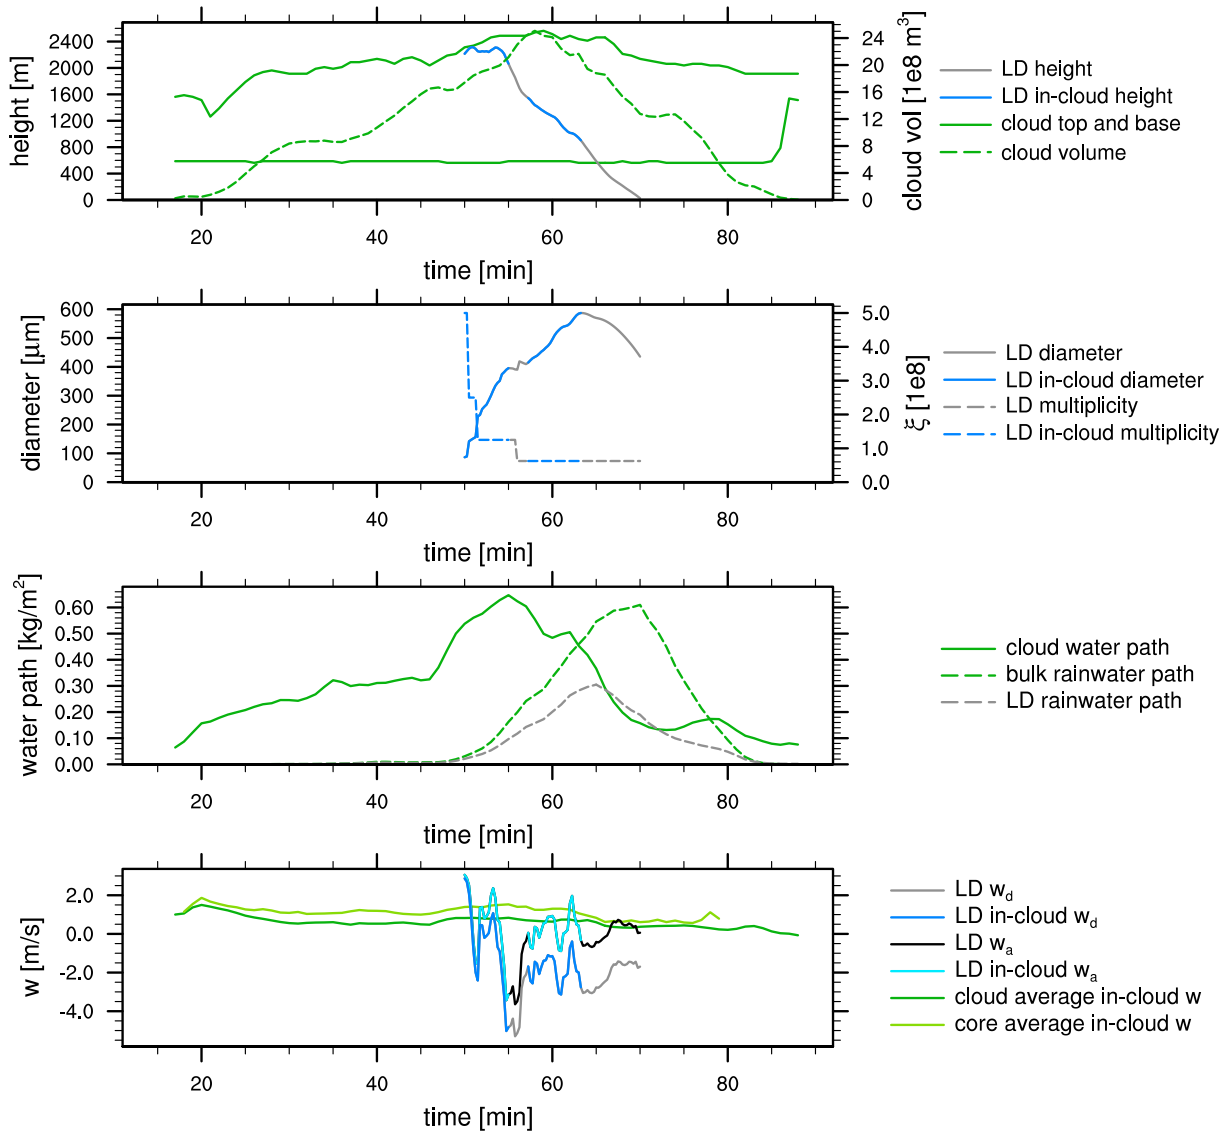 2400
2000
1600
1200
800
400
0
height [m]
24
20
16
12
8
4
0
cloud vol [1e8 m³]
20 40 60 80
time [min]
LD height
LD in-cloud height
cloud top and base
cloud volume
600
500
400
300
200
100
0
diameter [µm]
5.0
4.0
3.0
2.0
1.0
0.0
ξ [1e8]
20 40 60 80
time [min]
LD diameter
LD in-cloud diameter
LD multiplicity
LD in-cloud multiplicity
0.60
0.50
0.40
0.30
0.20
0.10
0.00
water path [kg/m²]
20 40 60 80
time [min]
cloud water path
bulk rainwater path
LD rainwater path
2.0
0.0
-2.0
-4.0
w [m/s]
20 40 60 80
time [min]
LD w_d
LD in-cloud w_d
LD w_a
LD in-cloud w_a
cloud average in-cloud w
core average in-cloud w